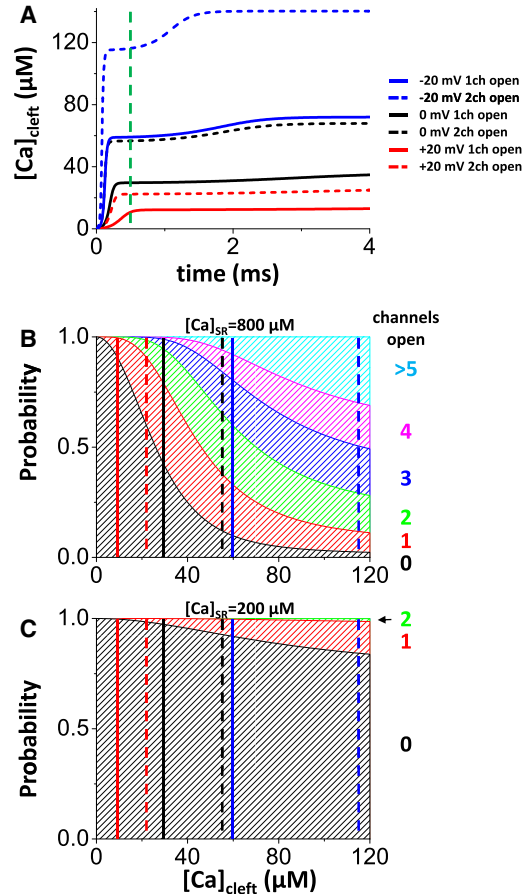 A
[Ca]cleft (μM)
140
100
60
40
0
0
2
4
time (ms)
-20 mV 1ch open
-20 mV 2ch open
0 mV 1ch open
0 mV 2ch open
+20 mV 1ch open
+20 mV 2ch open
B
[Ca]SR=800 μM
channels
open
Probability
1.0
0.5
0.0
0
40
80
120
>5
4
3
2
1
0
C
[Ca]SR=200 μM
Probability
1.0
0.5
0.0
0
40
80
120
2
1
0
[Ca]cleft (μM)